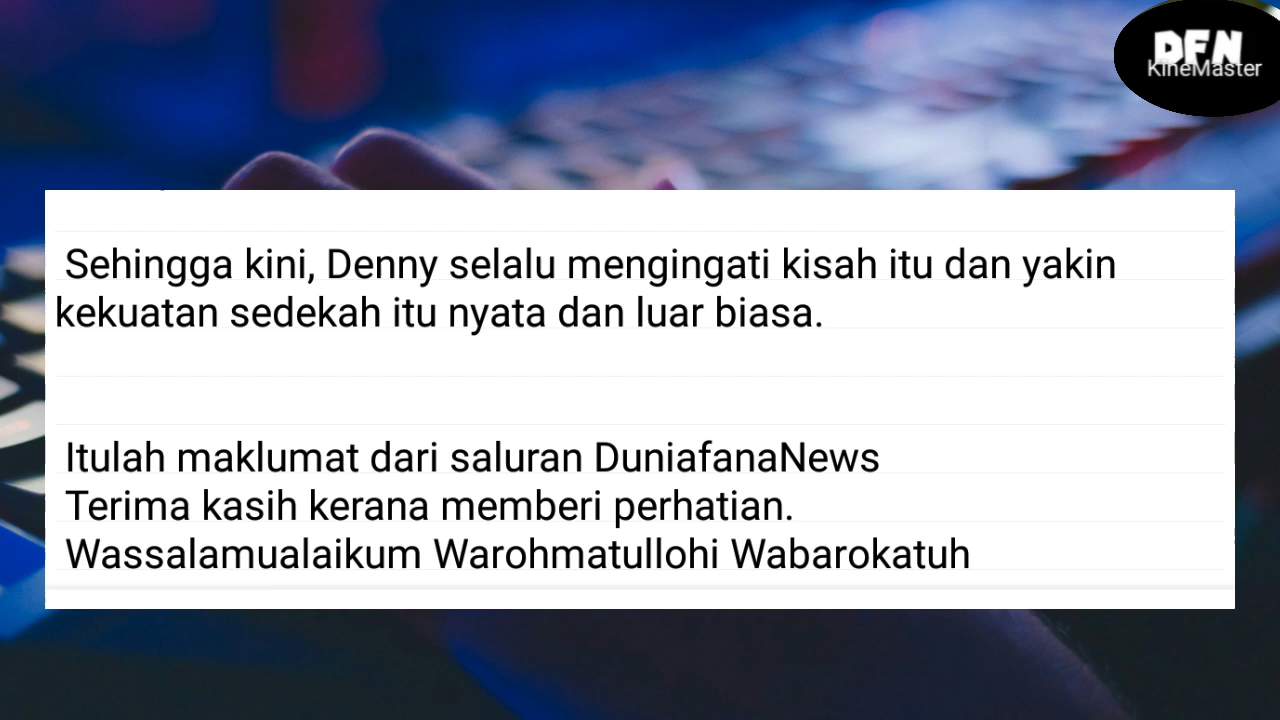 DFN
KineMaster
Sehingga kini, Denny selalu mengingati kisah itu dan yakin
kekuatan sedekah itu nyata dan luar biasa.
Itulah maklumat dari saluran DuniafanaNews
Terima kasih kerana memberi perhatian.
Wassalamualaikum Warohmatullohi Wabarokatuh